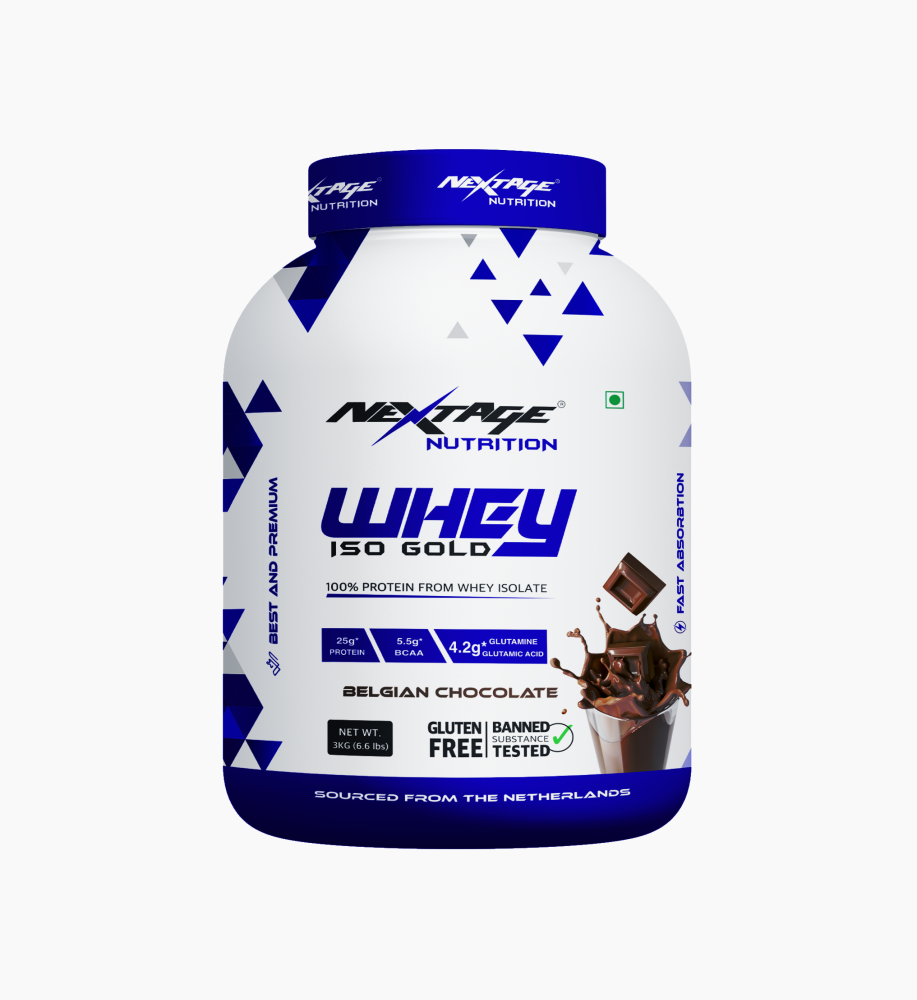 XTAGE®
NUTRITION
NEXTAGE®
NUTRITION
NEXTAGE®
NUTRITION
WHEY
ISO GOLD
100% PROTEIN FROM WHEY ISOLATE
25g*
PROTEIN
5.5g*
BCAA
4.2g* GLUTAMINE
GLUTAMIC ACID
BELGIAN CHOCOLATE
NET WT.
3KG (6.6 lbs)
GLUTEN
FREE
BANNED
SUBSTANCE
TESTED
SOURCED FROM THE NETHERLANDS
BEST AND PREMIUM
FAST ABSORBTION